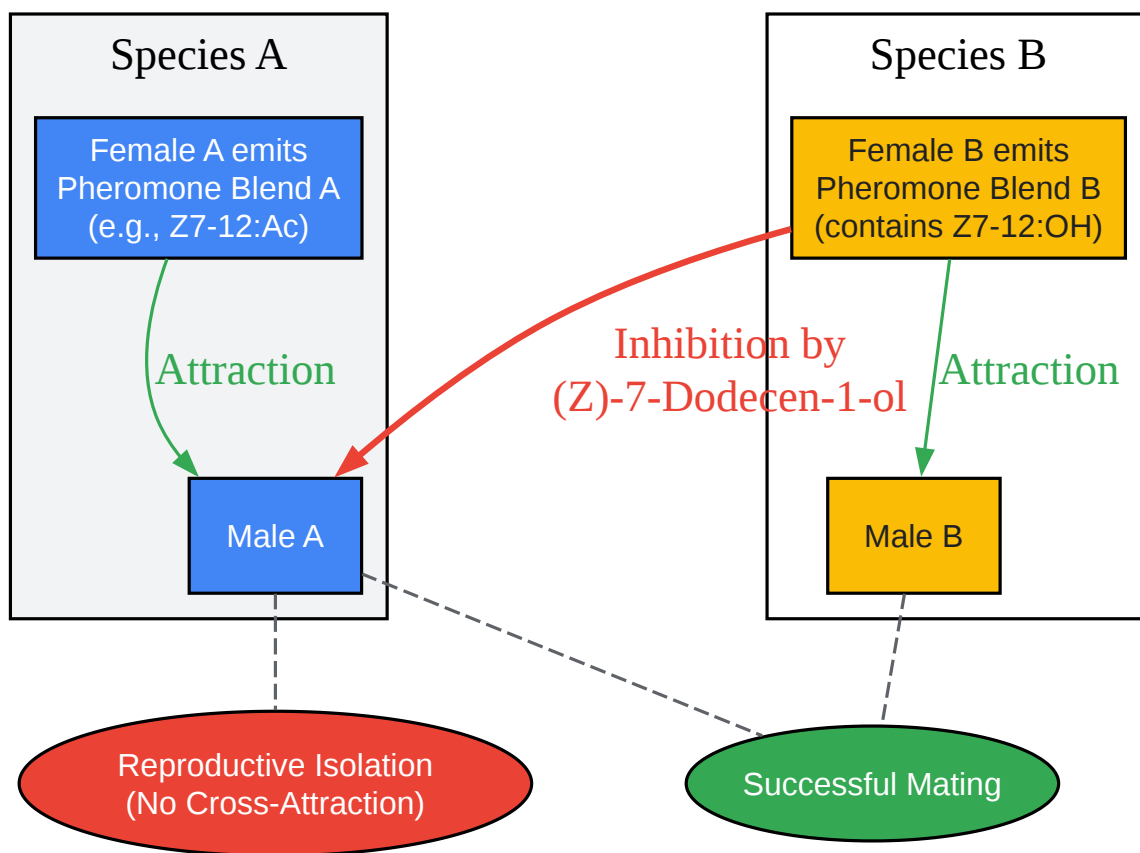 Species A
Species B
Female A emits
Pheromone Blend A
(e.g., Z7-12:Ac)
Female B emits
Pheromone Blend B
(contains Z7-12:OH)
Attraction
Inhibition by
(Z)-7-Dodecen-1-ol
Attraction
Male A
Male B
Reproductive Isolation
(No Cross-Attraction)
Successful Mating